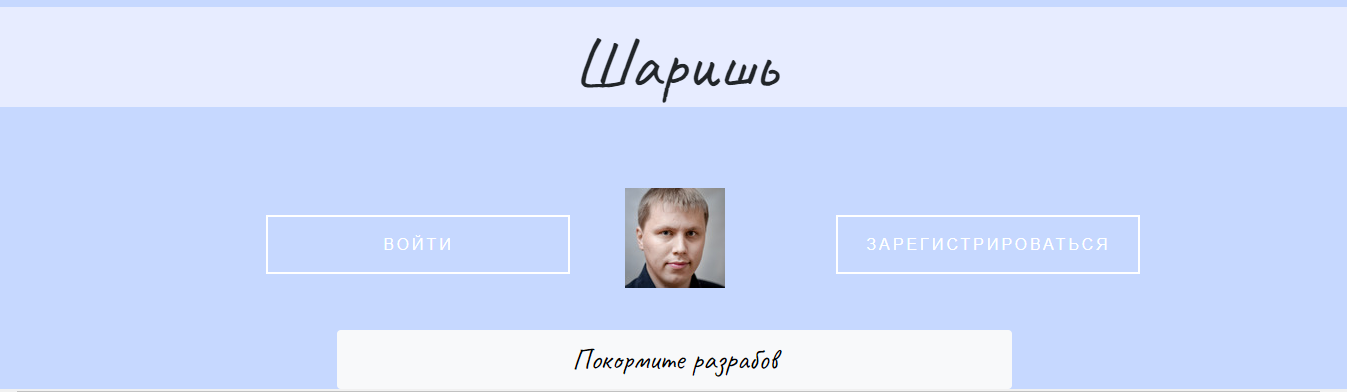 Шаришь
ВОЙТИ
ЗАРЕГИСТРИРОВАТЬСЯ
Покормите разрабов